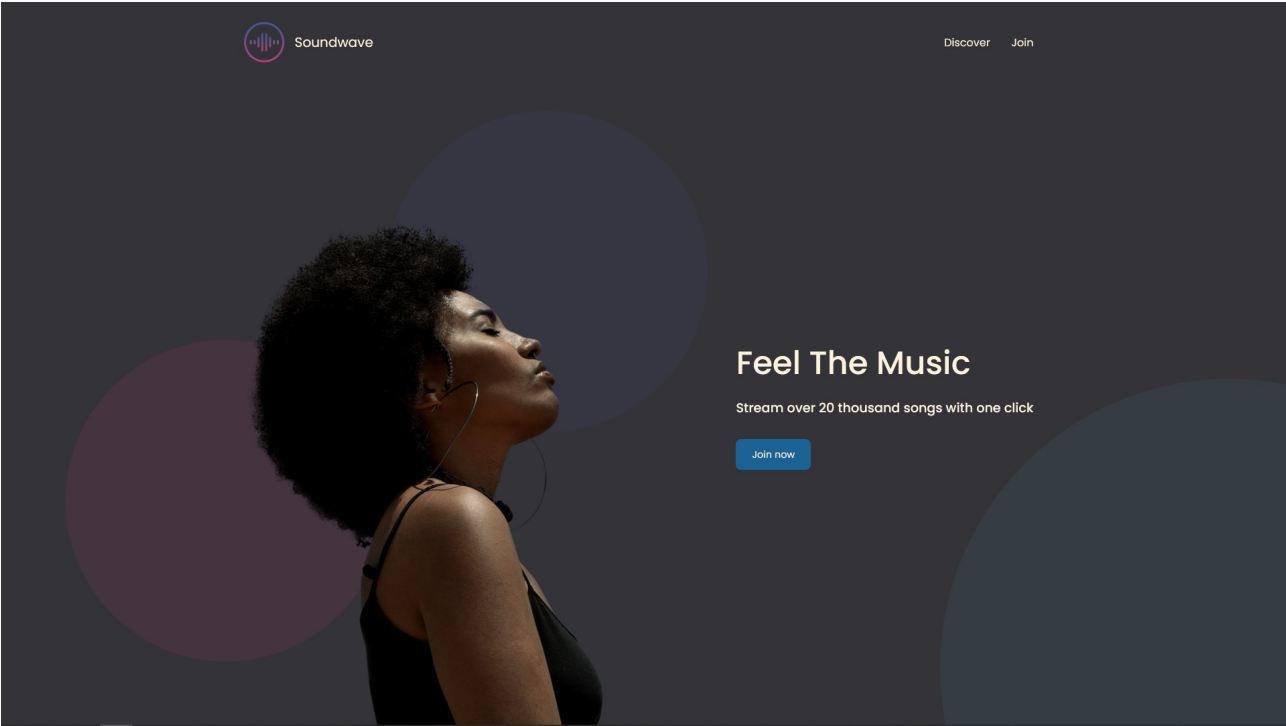 Soundwave
Discover
Join
Feel The Music
Stream over 20 thousand songs with one click
Join now